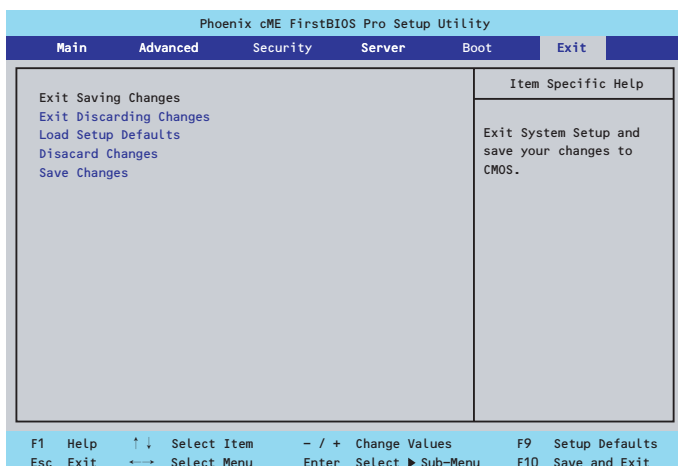 Phoenix cME FirstBIOS Pro Setup Utility
Main Advanced Security Server Boot Exit
Item Specific Help
Exit Saving Changes
Exit Discarding Changes
Load Setup Defaults
Disacard Changes
Save Changes
Exit System Setup and
save your changes to
CMOS.
F1 Help ↑↓ Select Item – / + Change Values F9 Setup Defaults
Esc Exit ←→ Select Menu Enter Select ▶ Sub-Menu F10 Save and Exit